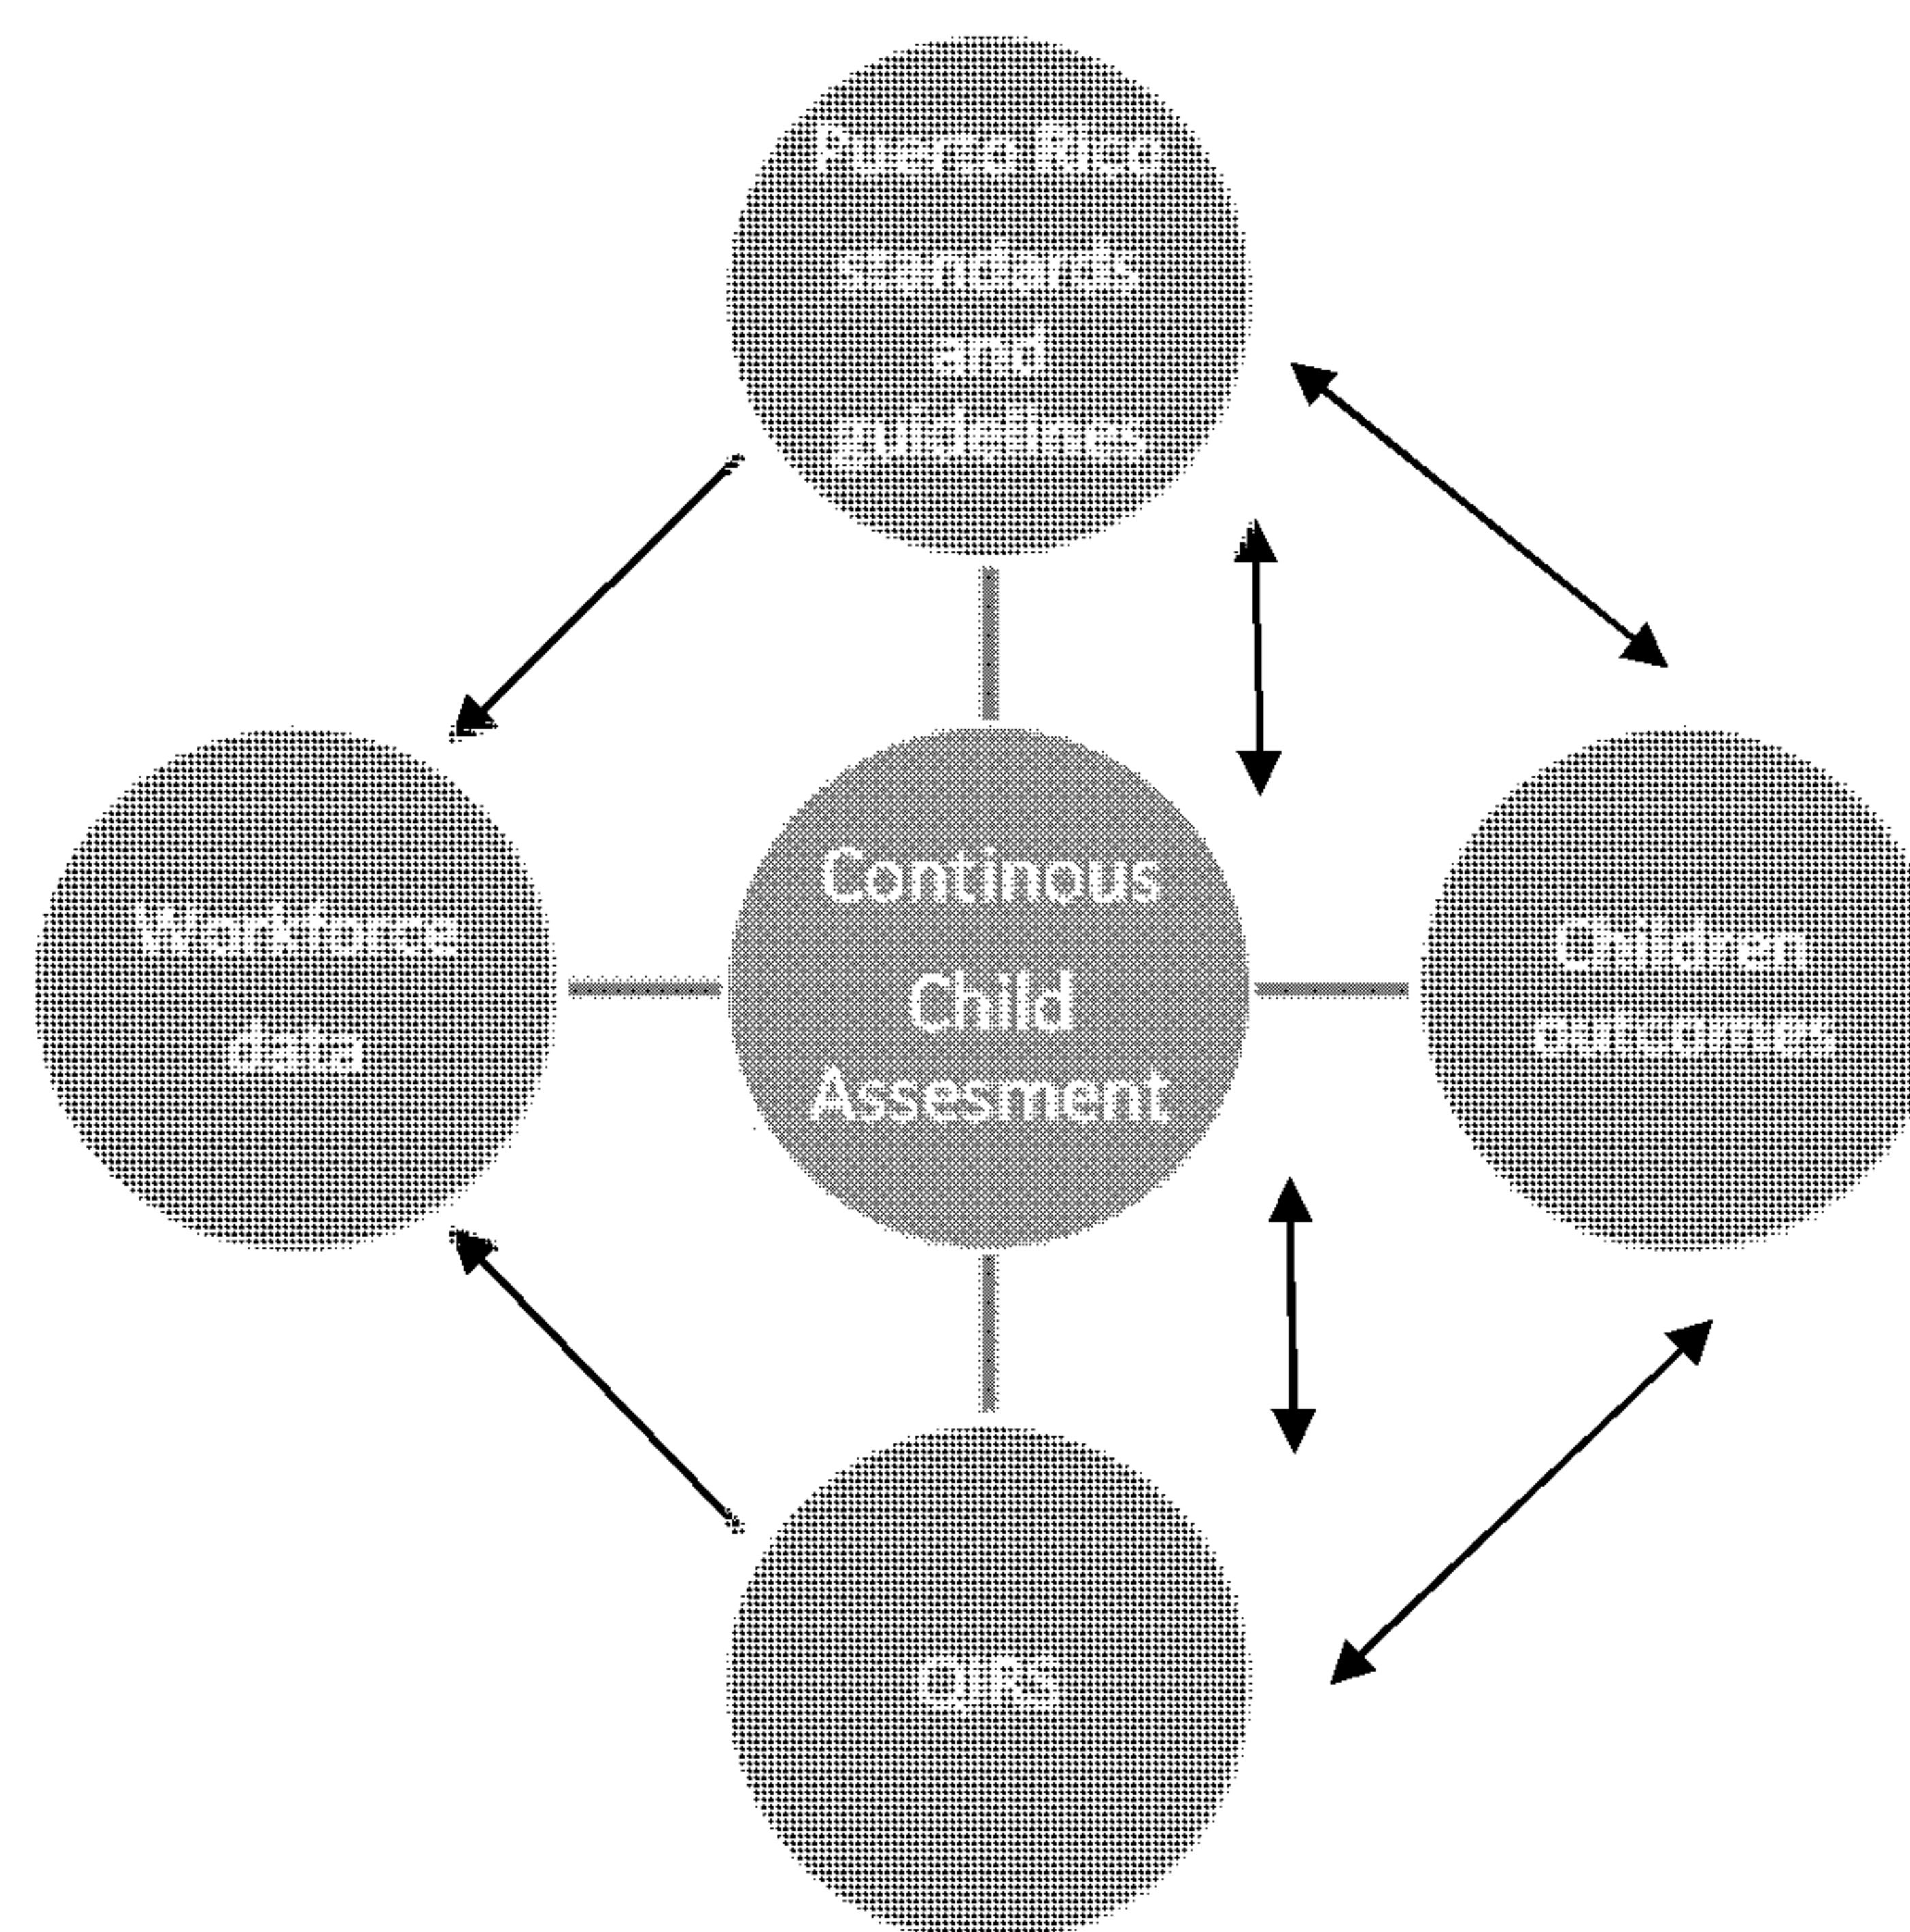 Puerto Rico
standards
and
guidelines
Workforce
data
Continous
Child
Assesment
Children
outcomes
QIRS